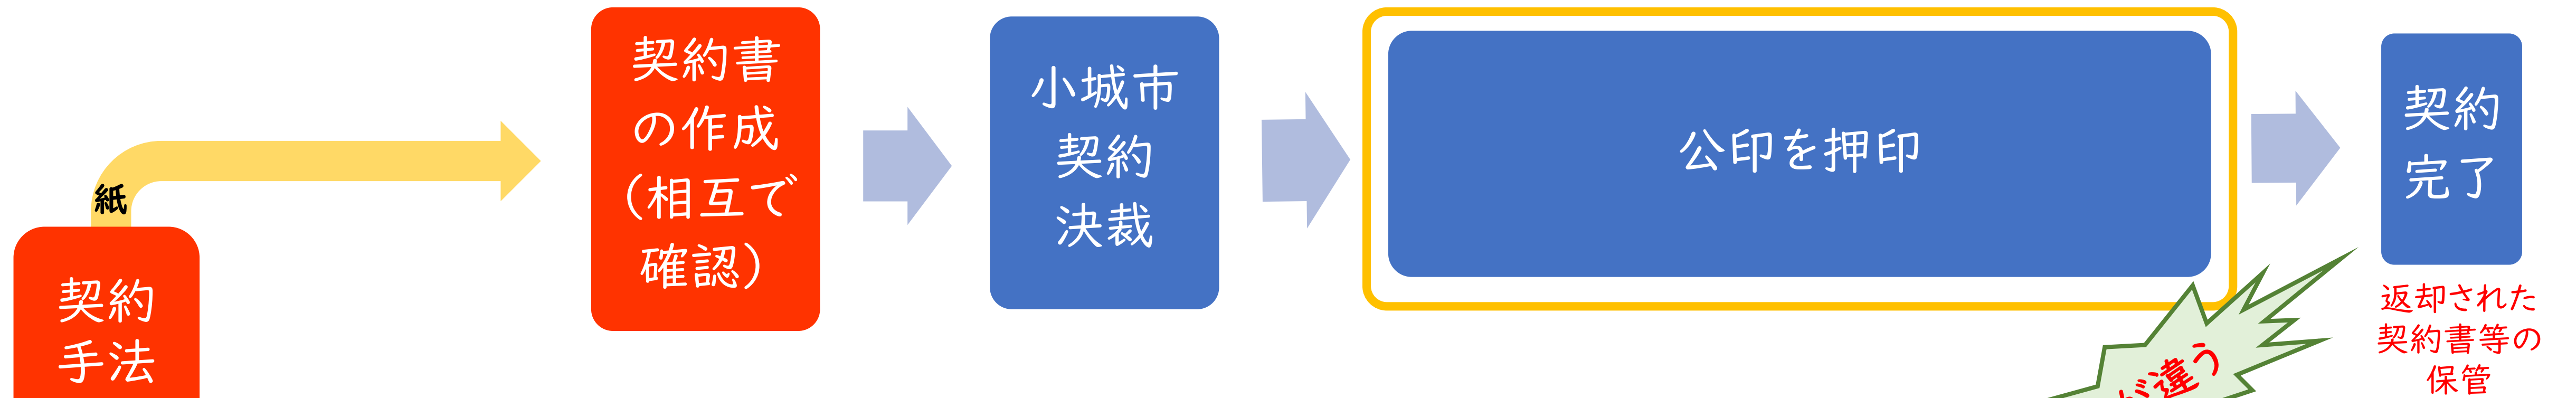 紙
契約
手法
契約書
の作成
（相互で
確認）
小城市
契約
決裁
公印を押印
契約
完了
返却された
契約書等の
保管
違う